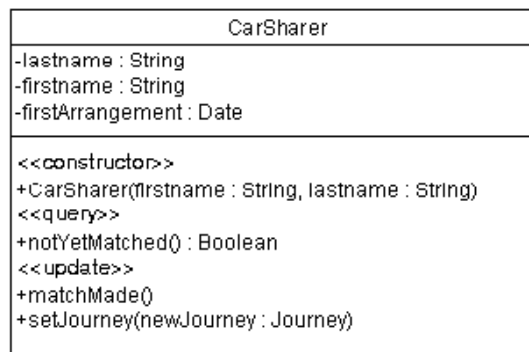 CarSharer
-lastname : String
-firstname : String
-firstArrangement : Date
<<constructor>>
+CarSharer(firstname : String, lastname : String)
<<query>>
+notYetMatched() : Boolean
<<update>>
+matchMade()
+setJourney(newJourney : Journey)